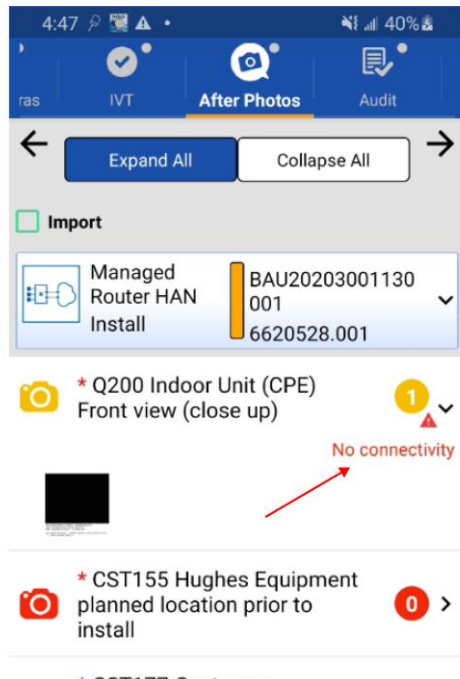 4:47
40%
ras
IVT
After Photos
Audit
Expand All
Collapse All
Import
Managed
Router HAN
Install
BAU20203001130
001
6620528.001
* Q200 Indoor Unit (CPE)
Front view (close up)
1
No connectivity
* CST155 Hughes Equipment
planned location prior to
install
0